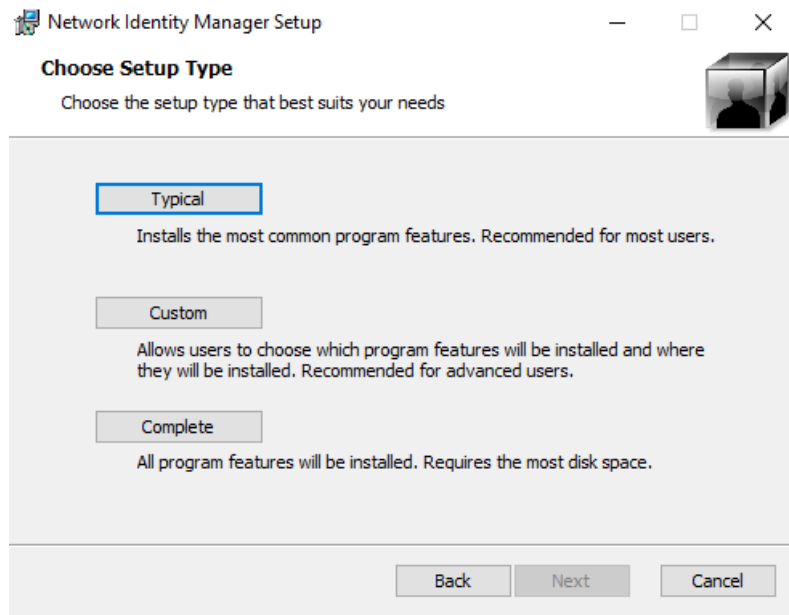 Network Identity Manager Setup
Choose Setup Type
Choose the setup type that best suits your needs
Typical
Installs the most common program features. Recommended for most users.
Custom
Allows users to choose which program features will be installed and where
they will be installed. Recommended for advanced users.
Complete
All program features will be installed. Requires the most disk space.
Back Next Cancel